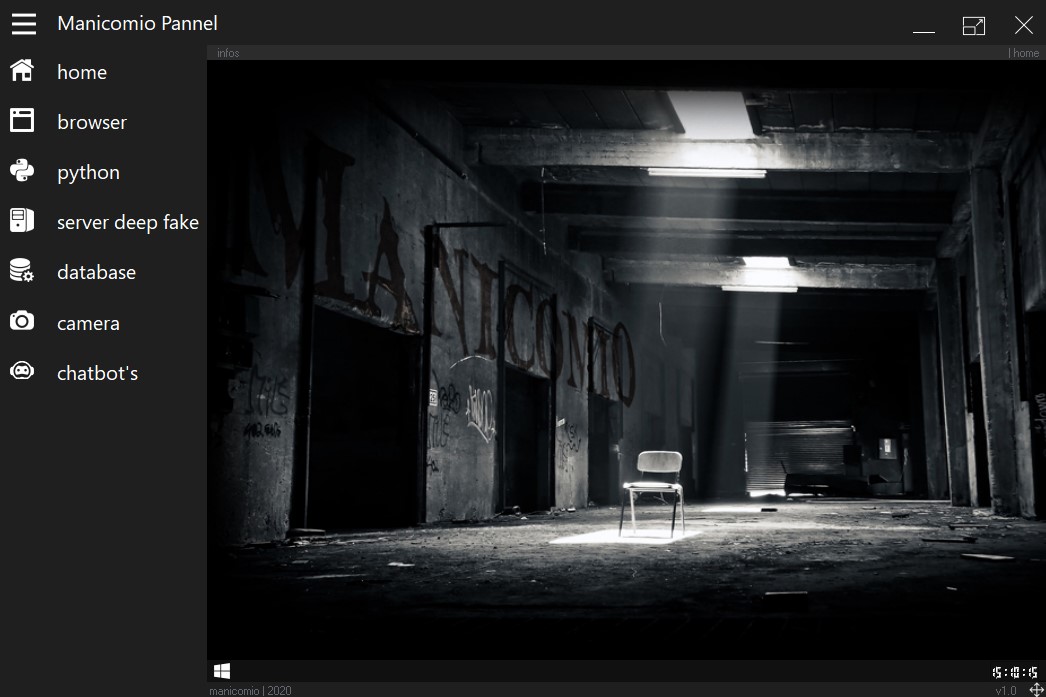 Manicomio Pannel
infos
| home
home
browser
python
server deep fake
database
camera
chatbot's
MANICOMIO
15:10:15
manicomio | 2020
v1.0